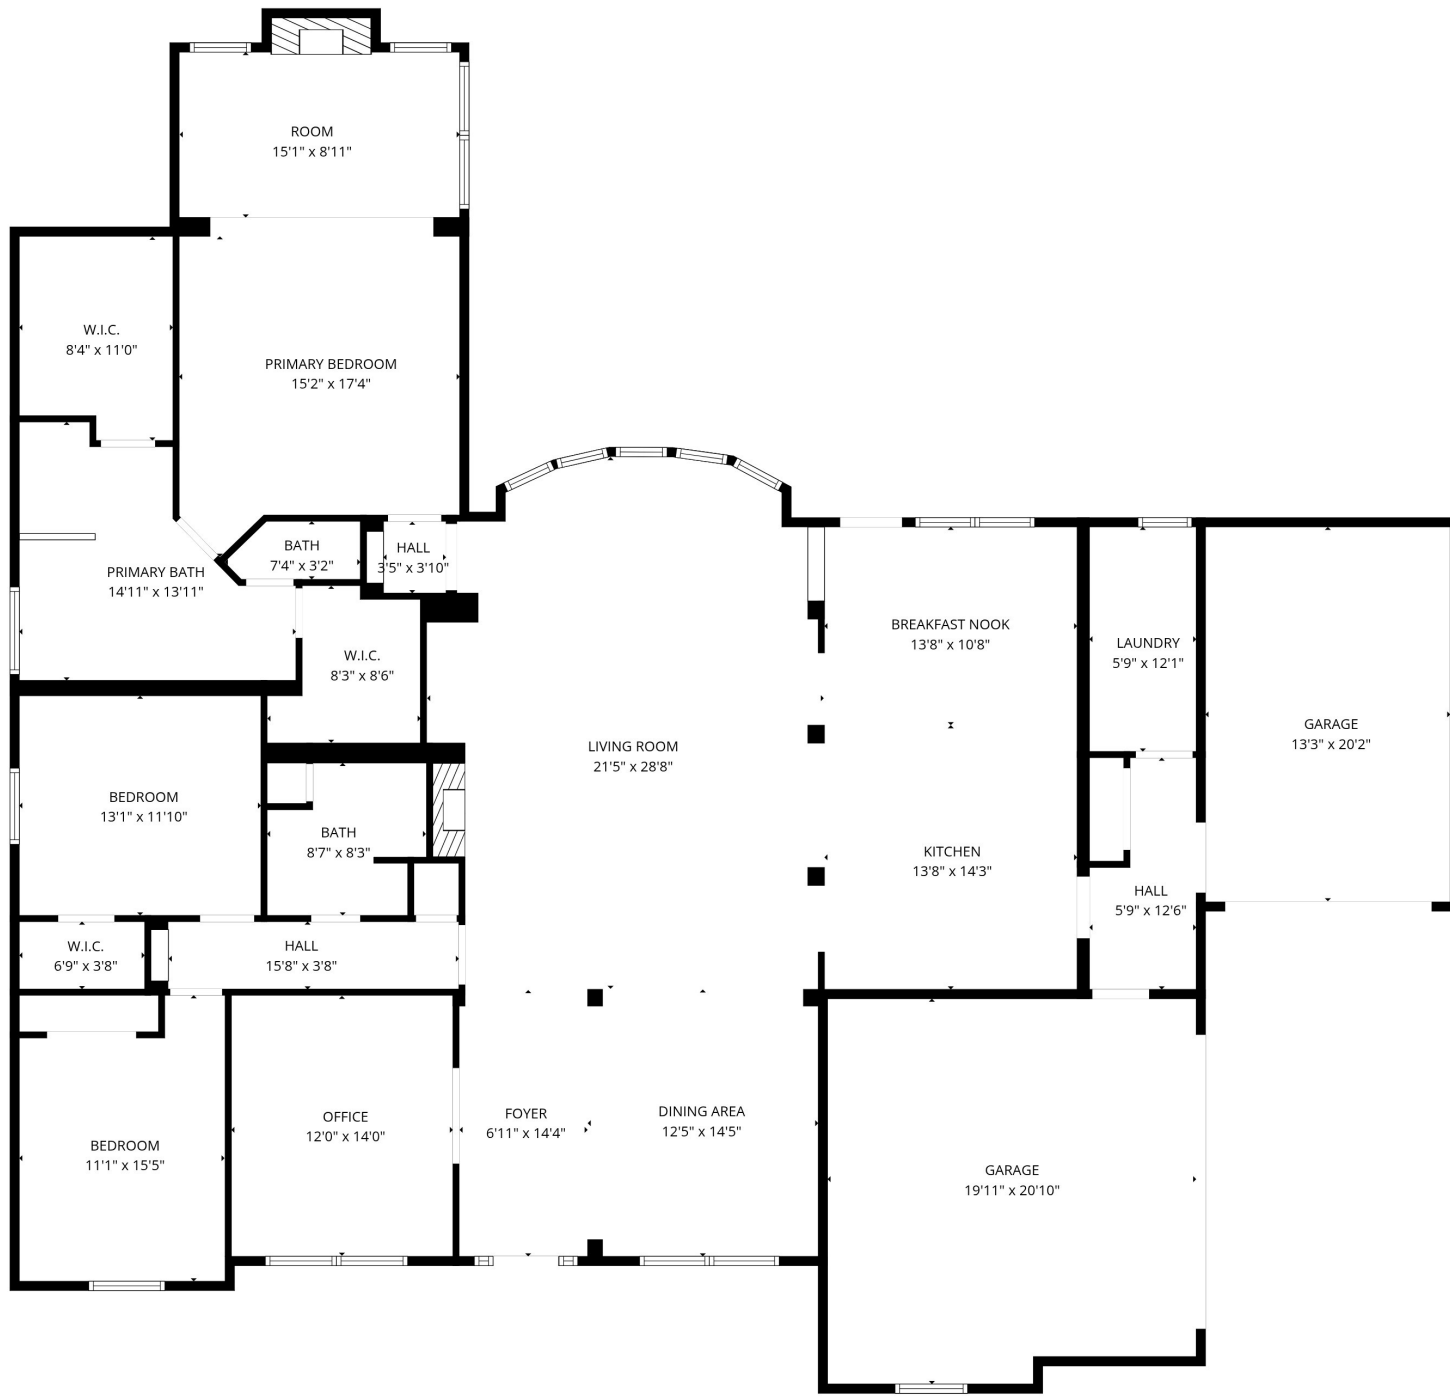 ROOM
15'1" x 8'11"
W.I.C.
8'4" x 11'0"
PRIMARY BEDROOM
15'2" x 17'4"
BATH
7'4" x 3'2"
HALL
3'5" x 3'10"
PRIMARY BATH
14'11" x 13'11"
BREAKFAST NOOK
13'8" x 10'8"
LAUNDRY
5'9" x 12'1"
W.I.C.
8'3" x 8'6"
GARAGE
13'3" x 20'2"
LIVING ROOM
21'5" x 28'8"
BEDROOM
13'1" x 11'10"
BATH
8'7" x 8'3"
KITCHEN
13'8" x 14'3"
HALL
5'9" x 12'6"
W.I.C.
6'9" x 3'8"
HALL
15'8" x 3'8"
OFFICE
12'0" x 14'0"
FOYER
6'11" x 14'4"
DINING AREA
12'5" x 14'5"
BEDROOM
11'1" x 15'5"
GARAGE
19'11" x 20'10"